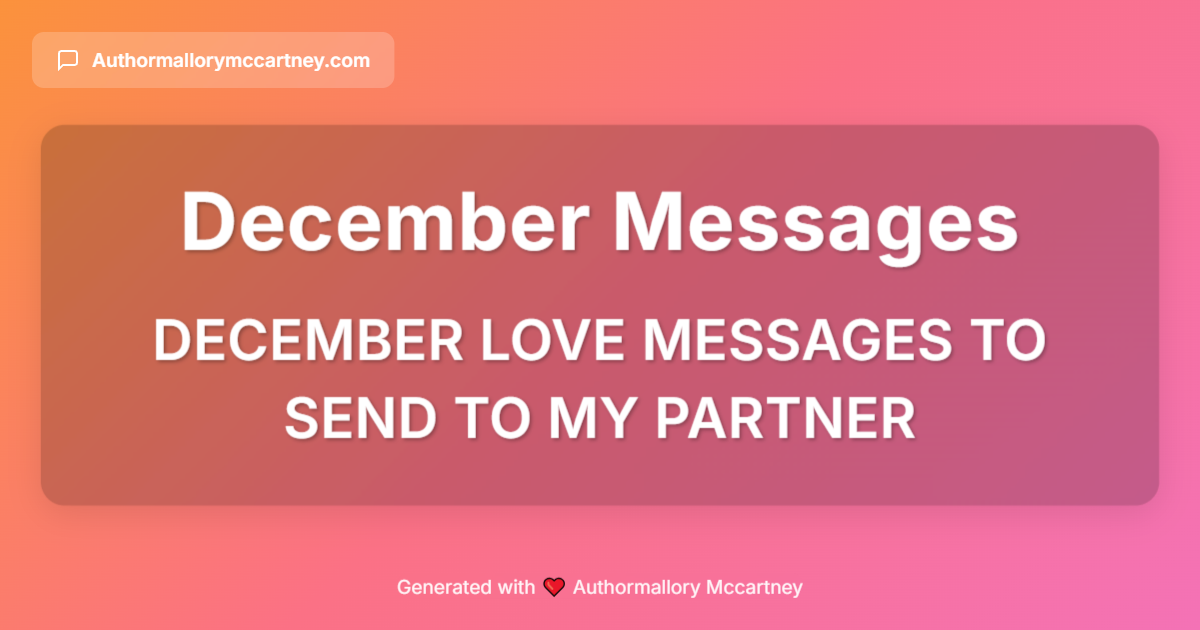 Authormallorymccartney.com
December Messages
DECEMBER LOVE MESSAGES TO
SEND TO MY PARTNER
Generated with ❤️ Authormallory Mccartney